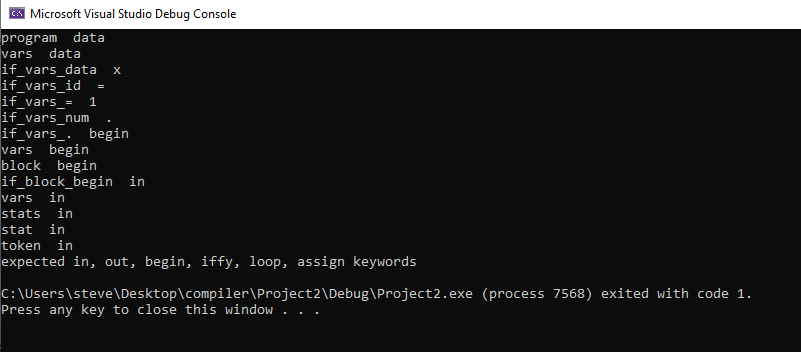 Microsoft Visual Studio Debug Console
program  data
vars  data
if_vars_data  x
if_vars_id  =
if_vars_=  1
if_vars_num  .
if_vars_.  begin
vars  begin
block  begin
if_block_begin  in
vars  in
stats  in
stat  in
token  in
expected in, out, begin, iffy, loop, assign keywords
C:\Users\steve\Desktop\compiler\Project2\Debug\Project2.exe (process 7568) exited with code 1.
Press any key to close this window . . .